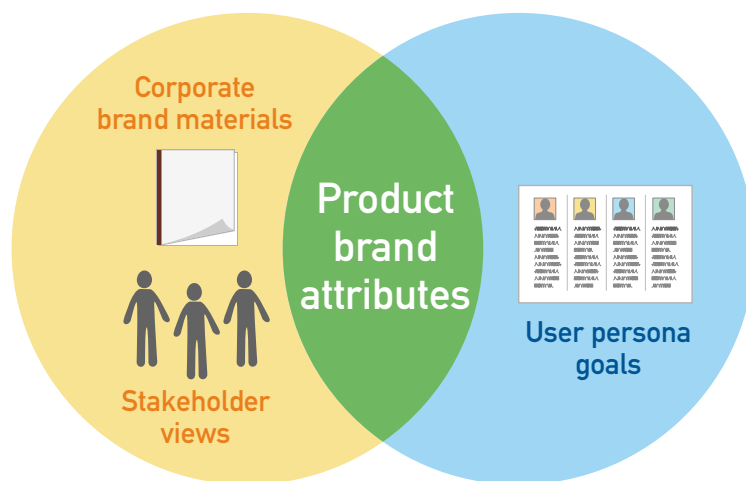 Corporate
brand materials
Stakeholder
views
Product
brand
attributes
User persona
goals